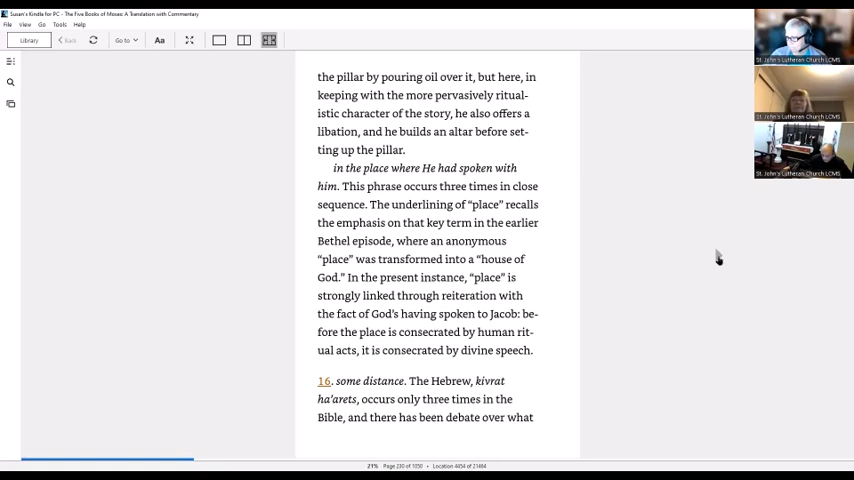 Susan's Kindle for PC - The Five Books of Moses: A Translation with Commentary
File View Go Tools Help
Library
Back
Go to
Aa
the pillar by pouring oil over it, but here, in
keeping with the more pervasively ritual-
istic character of the story, he also offers a
libation, and he builds an altar before set-
ting up the pillar.
in the place where He had spoken with
him. This phrase occurs three times in close
sequence. The underlining of “place” recalls
the emphasis on that key term in the earlier
Bethel episode, where an anonymous
“place” was transformed into a “house of
God.” In the present instance, “place” is
strongly linked through reiteration with
the fact of God’s having spoken to Jacob: be-
fore the place is consecrated by human rit-
ual acts, it is consecrated by divine speech.
16. some distance. The Hebrew, kivrat
ha’arets, occurs only three times in the
Bible, and there has been debate over what
21% Page 230 of 1050 • Location 4454 of 21464
St. John's Lutheran Church LCMS
St. John's Lutheran Church LCMS
St. John's Lutheran Church LCMS